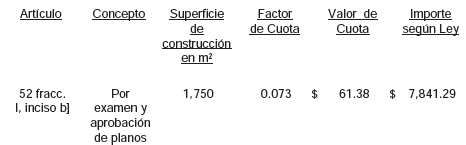 Artículo Concepto Superficie de construcción en m² Factor de Cuota Valor de Cuota Importe según Ley
52 fracc. I, inciso b] Por examen y aprobación de planos 1,750 0.073 $ 61.38 $ 7,841.29